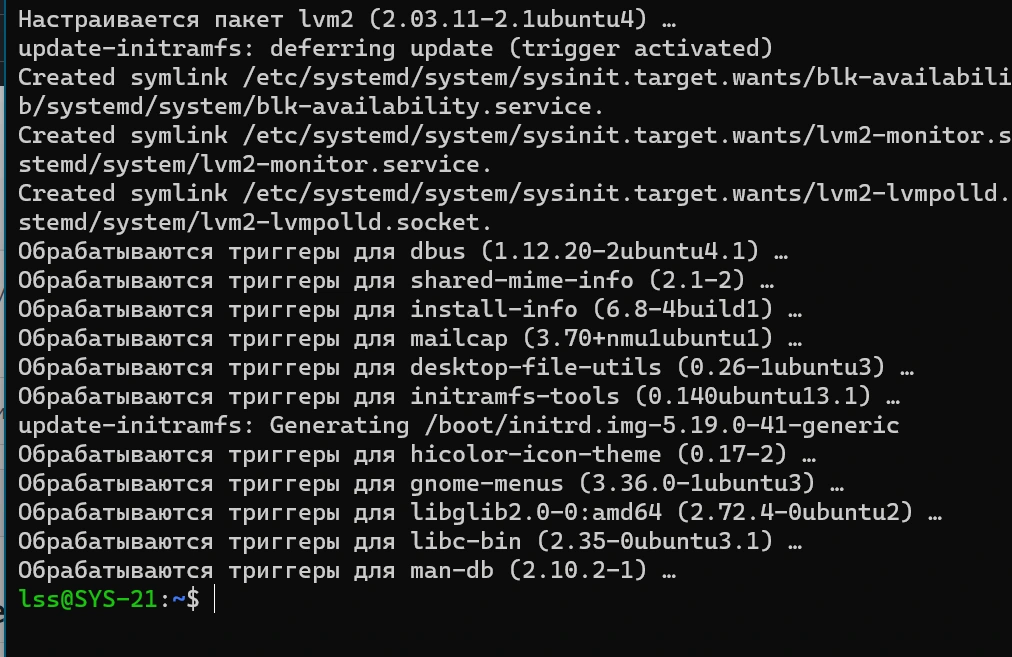 Настраивается пакет lvm2 (2.03.11-2.1ubuntu4) …
update-initramfs: deferring update (trigger activated)
Created symlink /etc/systemd/system/sysinit.target.wants/blk-availabili
b/systemd/system/blk-availability.service.
Created symlink /etc/systemd/system/sysinit.target.wants/lvm2-monitor.s
stemd/system/lvm2-monitor.service.
Created symlink /etc/systemd/system/sysinit.target.wants/lvm2-lvmpolld.
stemd/system/lvm2-lvmpolld.socket.
Обрабатываются триггеры для dbus (1.12.20-2ubuntu4.1) …
Обрабатываются триггеры для shared-mime-info (2.1-2) …
Обрабатываются триггеры для install-info (6.8-4build1) …
Обрабатываются триггеры для mailcap (3.70+nmu1ubuntu1) …
Обрабатываются триггеры для desktop-file-utils (0.26-1ubuntu3) …
Обрабатываются триггеры для initramfs-tools (0.140ubuntu13.1) …
update-initramfs: Generating /boot/initrd.img-5.19.0-41-generic
Обрабатываются триггеры для hicolor-icon-theme (0.17-2) …
Обрабатываются триггеры для gnome-menus (3.36.0-1ubuntu3) …
Обрабатываются триггеры для libglib2.0-0:amd64 (2.72.4-0ubuntu2) …
Обрабатываются триггеры для libc-bin (2.35-0ubuntu3.1) …
Обрабатываются триггеры для man-db (2.10.2-1) …
lss@SYS-21:~$